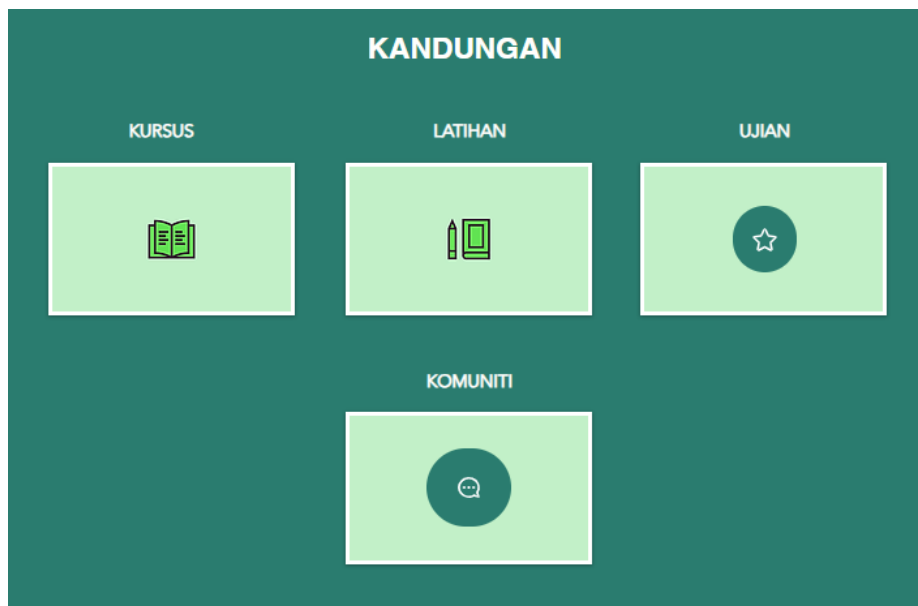 KANDUNGAN
KURSUS
LATIHAN
UJIAN
KOMUNITI